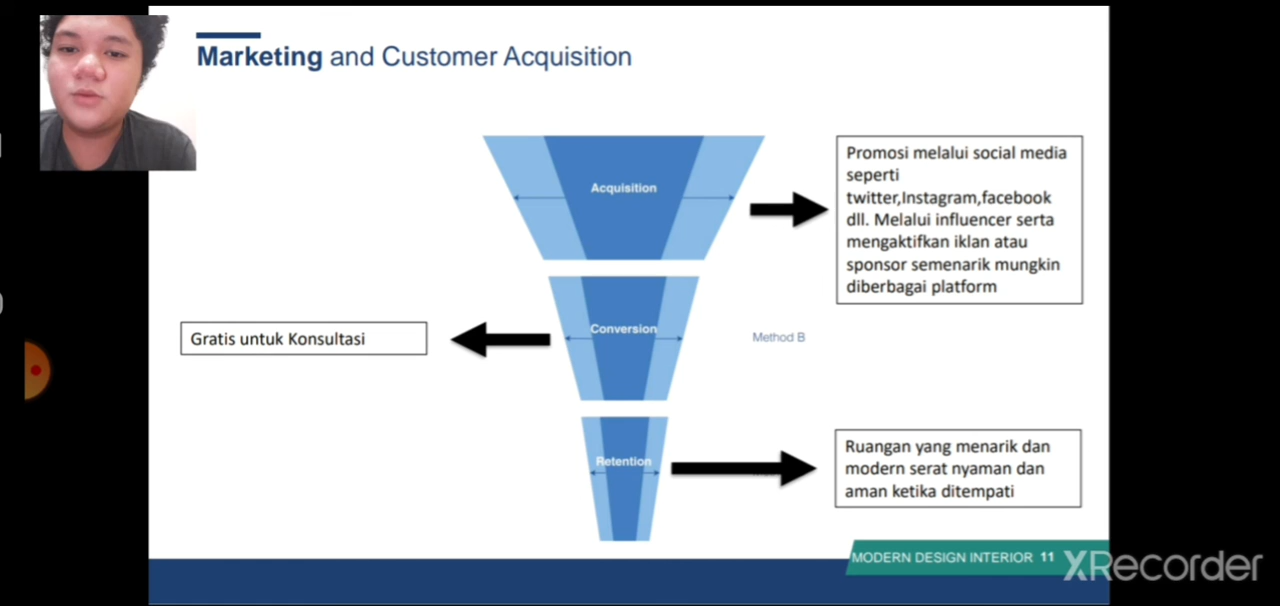 Marketing and Customer Acquisition
Acquisition
Promosi melalui social media
seperti
twitter,Instagram,facebook
dll. Melalui influencer serta
mengaktifkan iklan atau
sponsor semenarik mungkin
diberbagai platform
Gratis untuk Konsultasi
Conversion
Method B
Retention
Ruangan yang menarik dan
modern serat nyaman dan
aman ketika ditempati
MODERN DESIGN INTERIOR 11
XRecorder